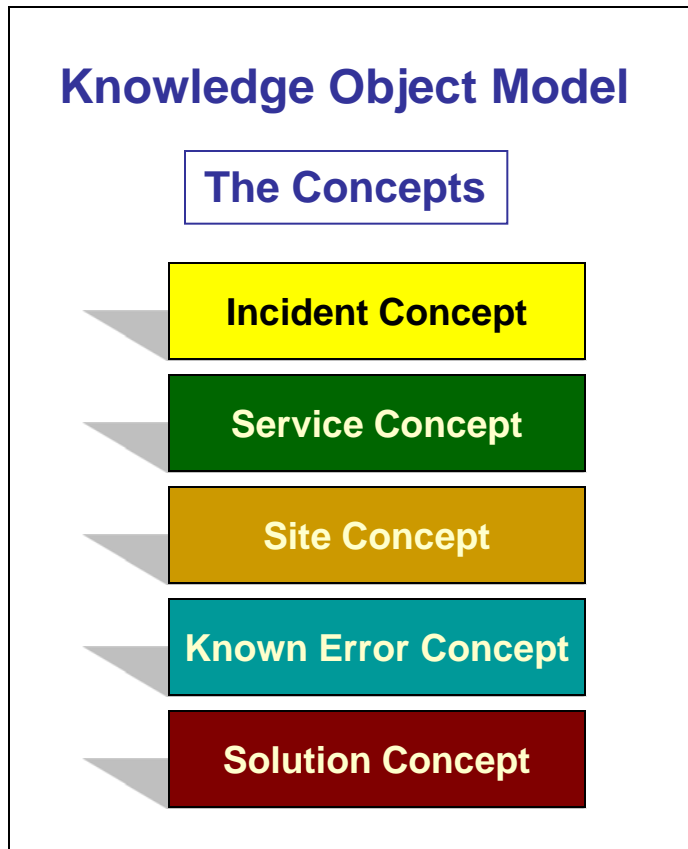 Knowledge Object Model
The Concepts
Incident Concept
Service Concept
Site Concept
Known Error Concept
Solution Concept